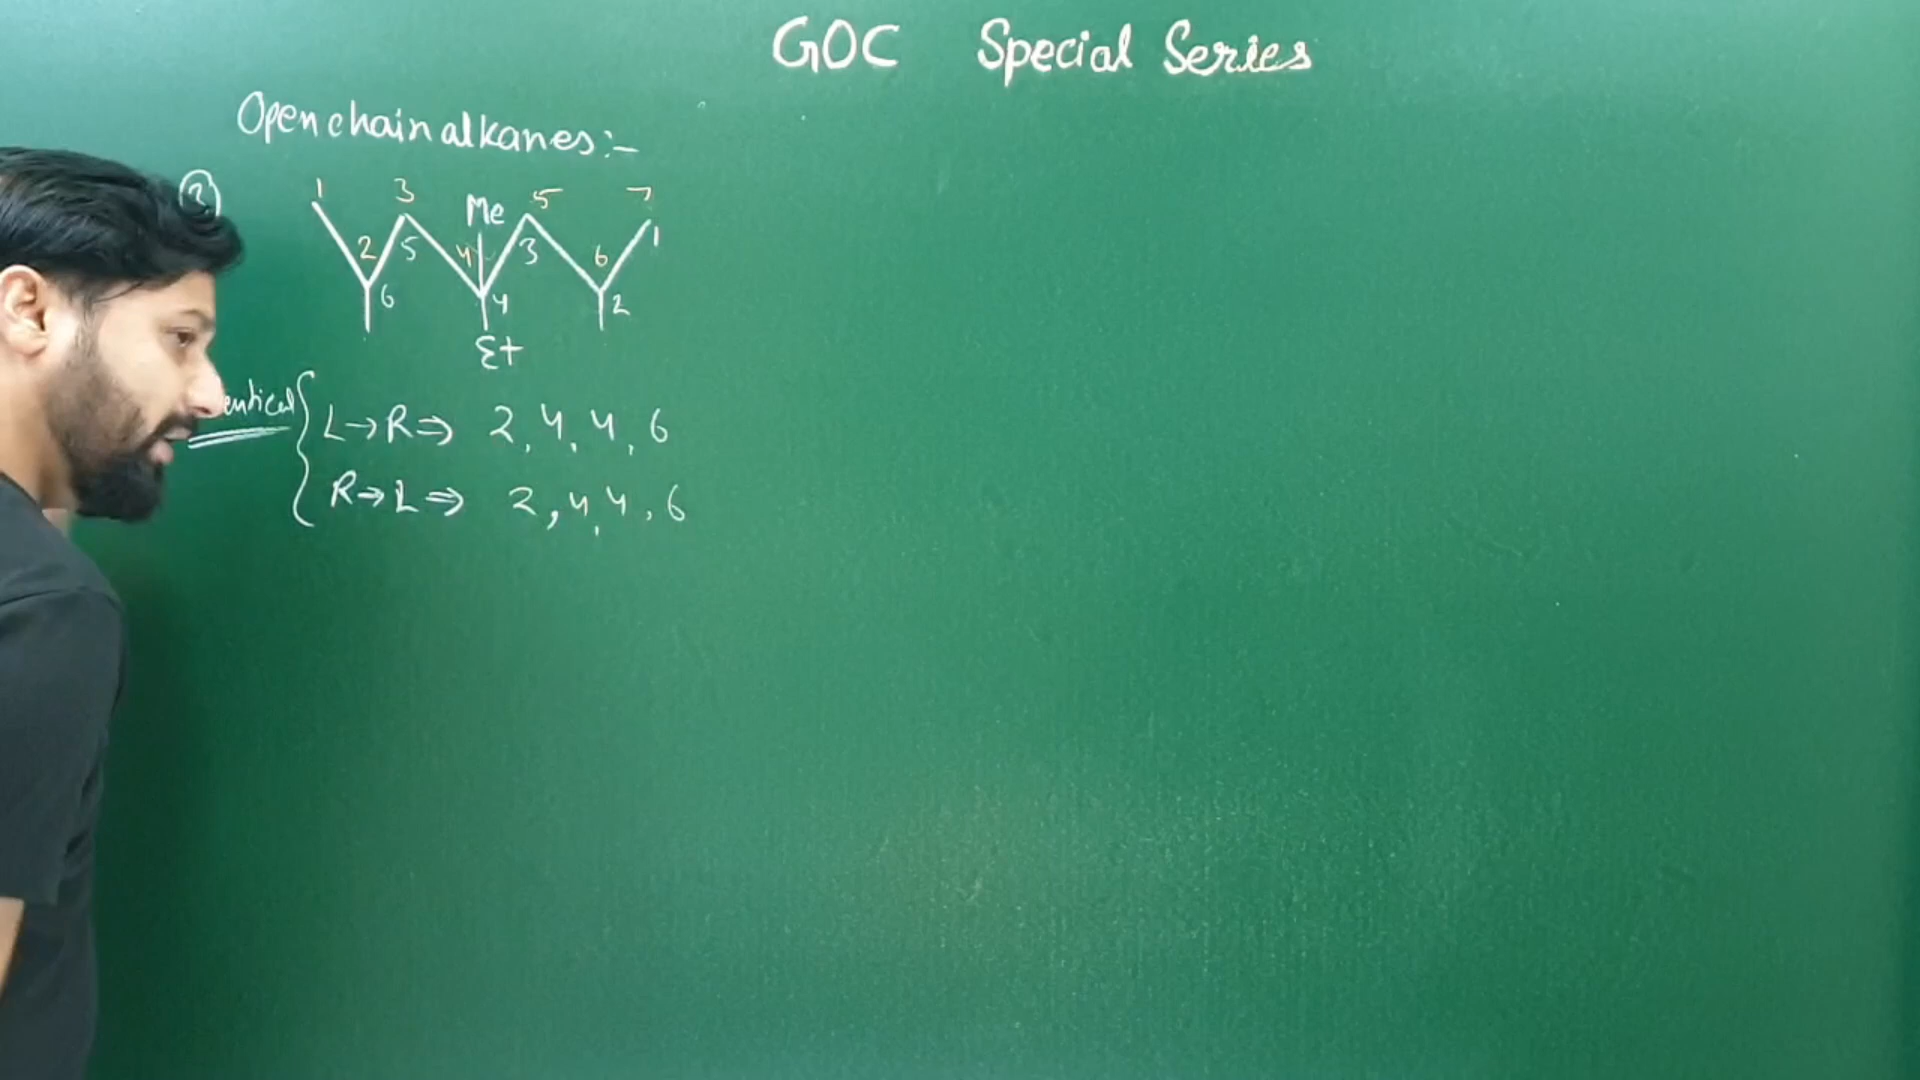 GOC Special Series
Open chain alkanes:-
1 3 Me 5 7
2 5 4 3 6 1
6 4 2
Et
L→R⇒ 2, 4, 4, 6
R→L⇒ 2, 4, 4, 6